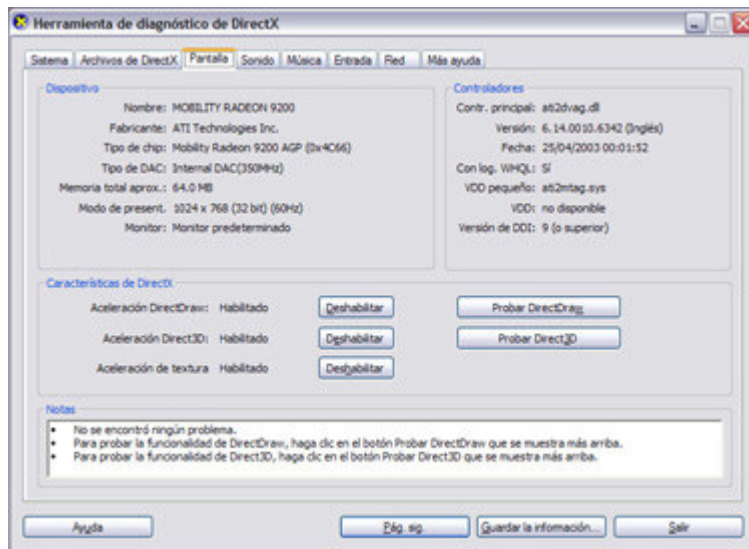 Herramienta de diagnóstico de DirectX
Sistema Archivos de DirectX Pantalla Sonido Música Entrada Red Más ayuda
Dispositivo
Nombre: MOBILITY RADEON 9200
Fabricante: ATI Technologies Inc.
Tipo de chip: Mobility Radeon 9200 AGP (0x4C66)
Tipo de DAC: Internal DAC(350MHz)
Memoria total aprox.: 64.0 MB
Modo de present. 1024 x 768 (32 bit) (60Hz)
Monitor: Monitor predeterminado
Controladores
Contr. principal: ati2dvag.dll
Versión: 6.14.0010.6342 (Inglés)
Fecha: 25/04/2003 00:01:52
Con log. WHQL: Sí
VDD pequeño: ati2mtag.sys
VDD: no disponible
Versión de DDI: 9 (o superior)
Características de DirectX
Aceleración DirectDraw: Habilitado Deshabilitar Probar DirectDraw
Aceleración Direct3D: Habilitado Deshabilitar Probar Direct3D
Aceleración de textura Habilitado Deshabilitar
Notas
• No se encontró ningún problema.
• Para probar la funcionalidad de DirectDraw, haga clic en el botón Probar DirectDraw que se muestra más arriba.
• Para probar la funcionalidad de Direct3D, haga clic en el botón Probar Direct3D que se muestra más arriba.
Ayuda Pág. sig. Guardar la información... Salir